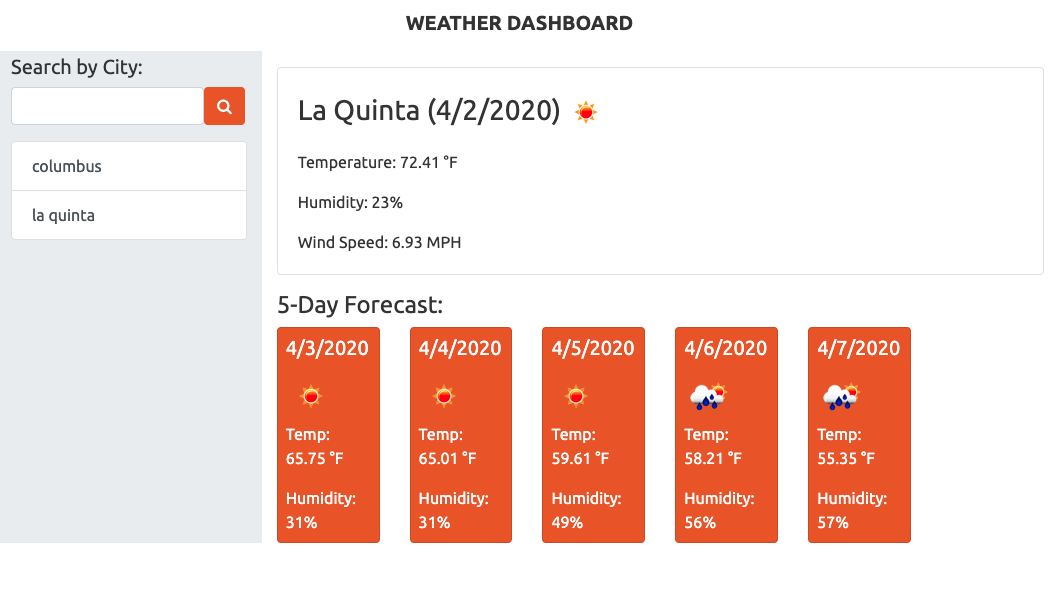 WEATHER DASHBOARD
Search by City:
columbus
la quinta
La Quinta (4/2/2020)
Temperature: 72.41 °F
Humidity: 23%
Wind Speed: 6.93 MPH
5-Day Forecast:
4/3/2020
Temp:
65.75 °F
Humidity:
31%
4/4/2020
Temp:
65.01 °F
Humidity:
31%
4/5/2020
Temp:
59.61 °F
Humidity:
49%
4/6/2020
Temp:
58.21 °F
Humidity:
56%
4/7/2020
Temp:
55.35 °F
Humidity:
57%